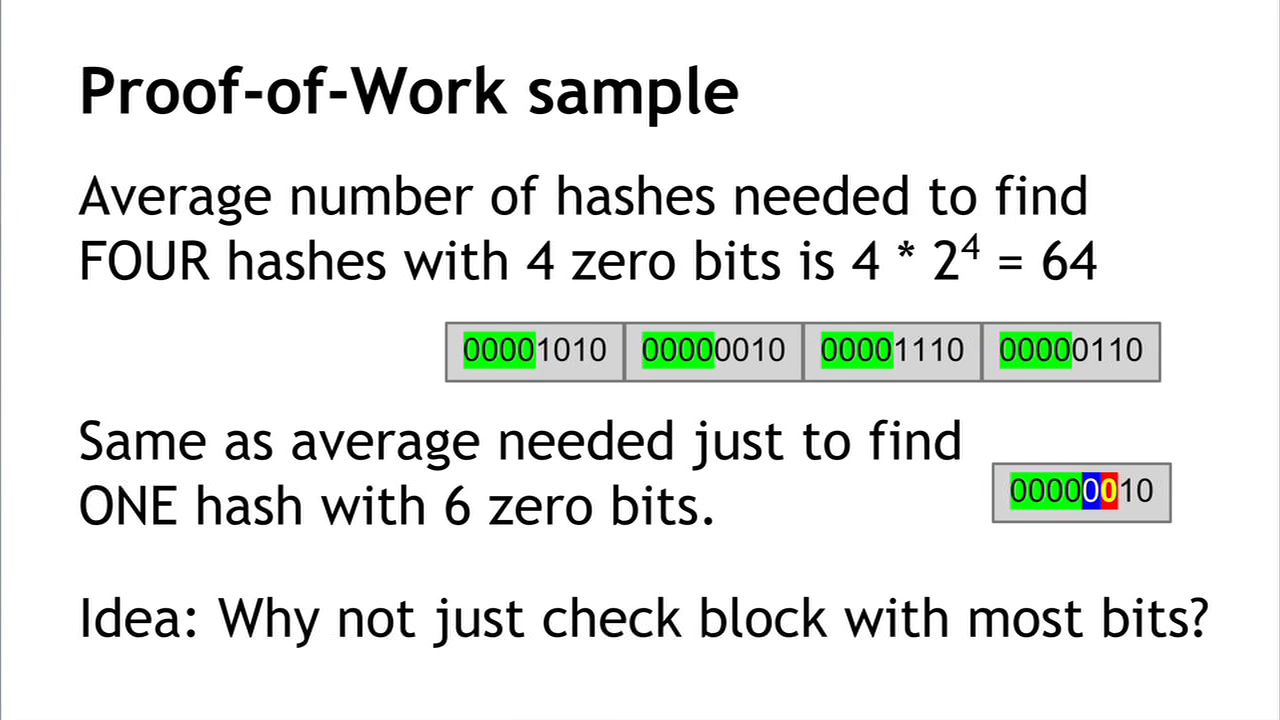 Proof-of-Work sample
Average number of hashes needed to find
FOUR hashes with 4 zero bits is 4 * 2⁴ = 64
00001010 00000010 00001110 00000110
Same as average needed just to find
ONE hash with 6 zero bits.
00000010
Idea: Why not just check block with most bits?